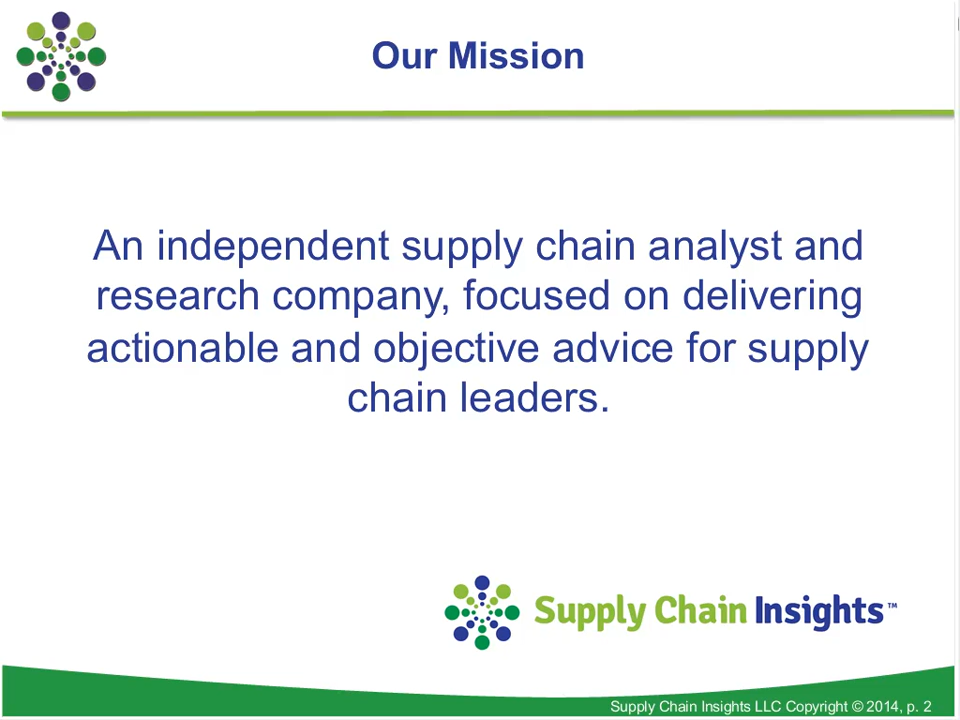 Our Mission
An independent supply chain analyst and
research company, focused on delivering
actionable and objective advice for supply
chain leaders.
Supply Chain Insights™
Supply Chain Insights LLC Copyright © 2014, p. 2